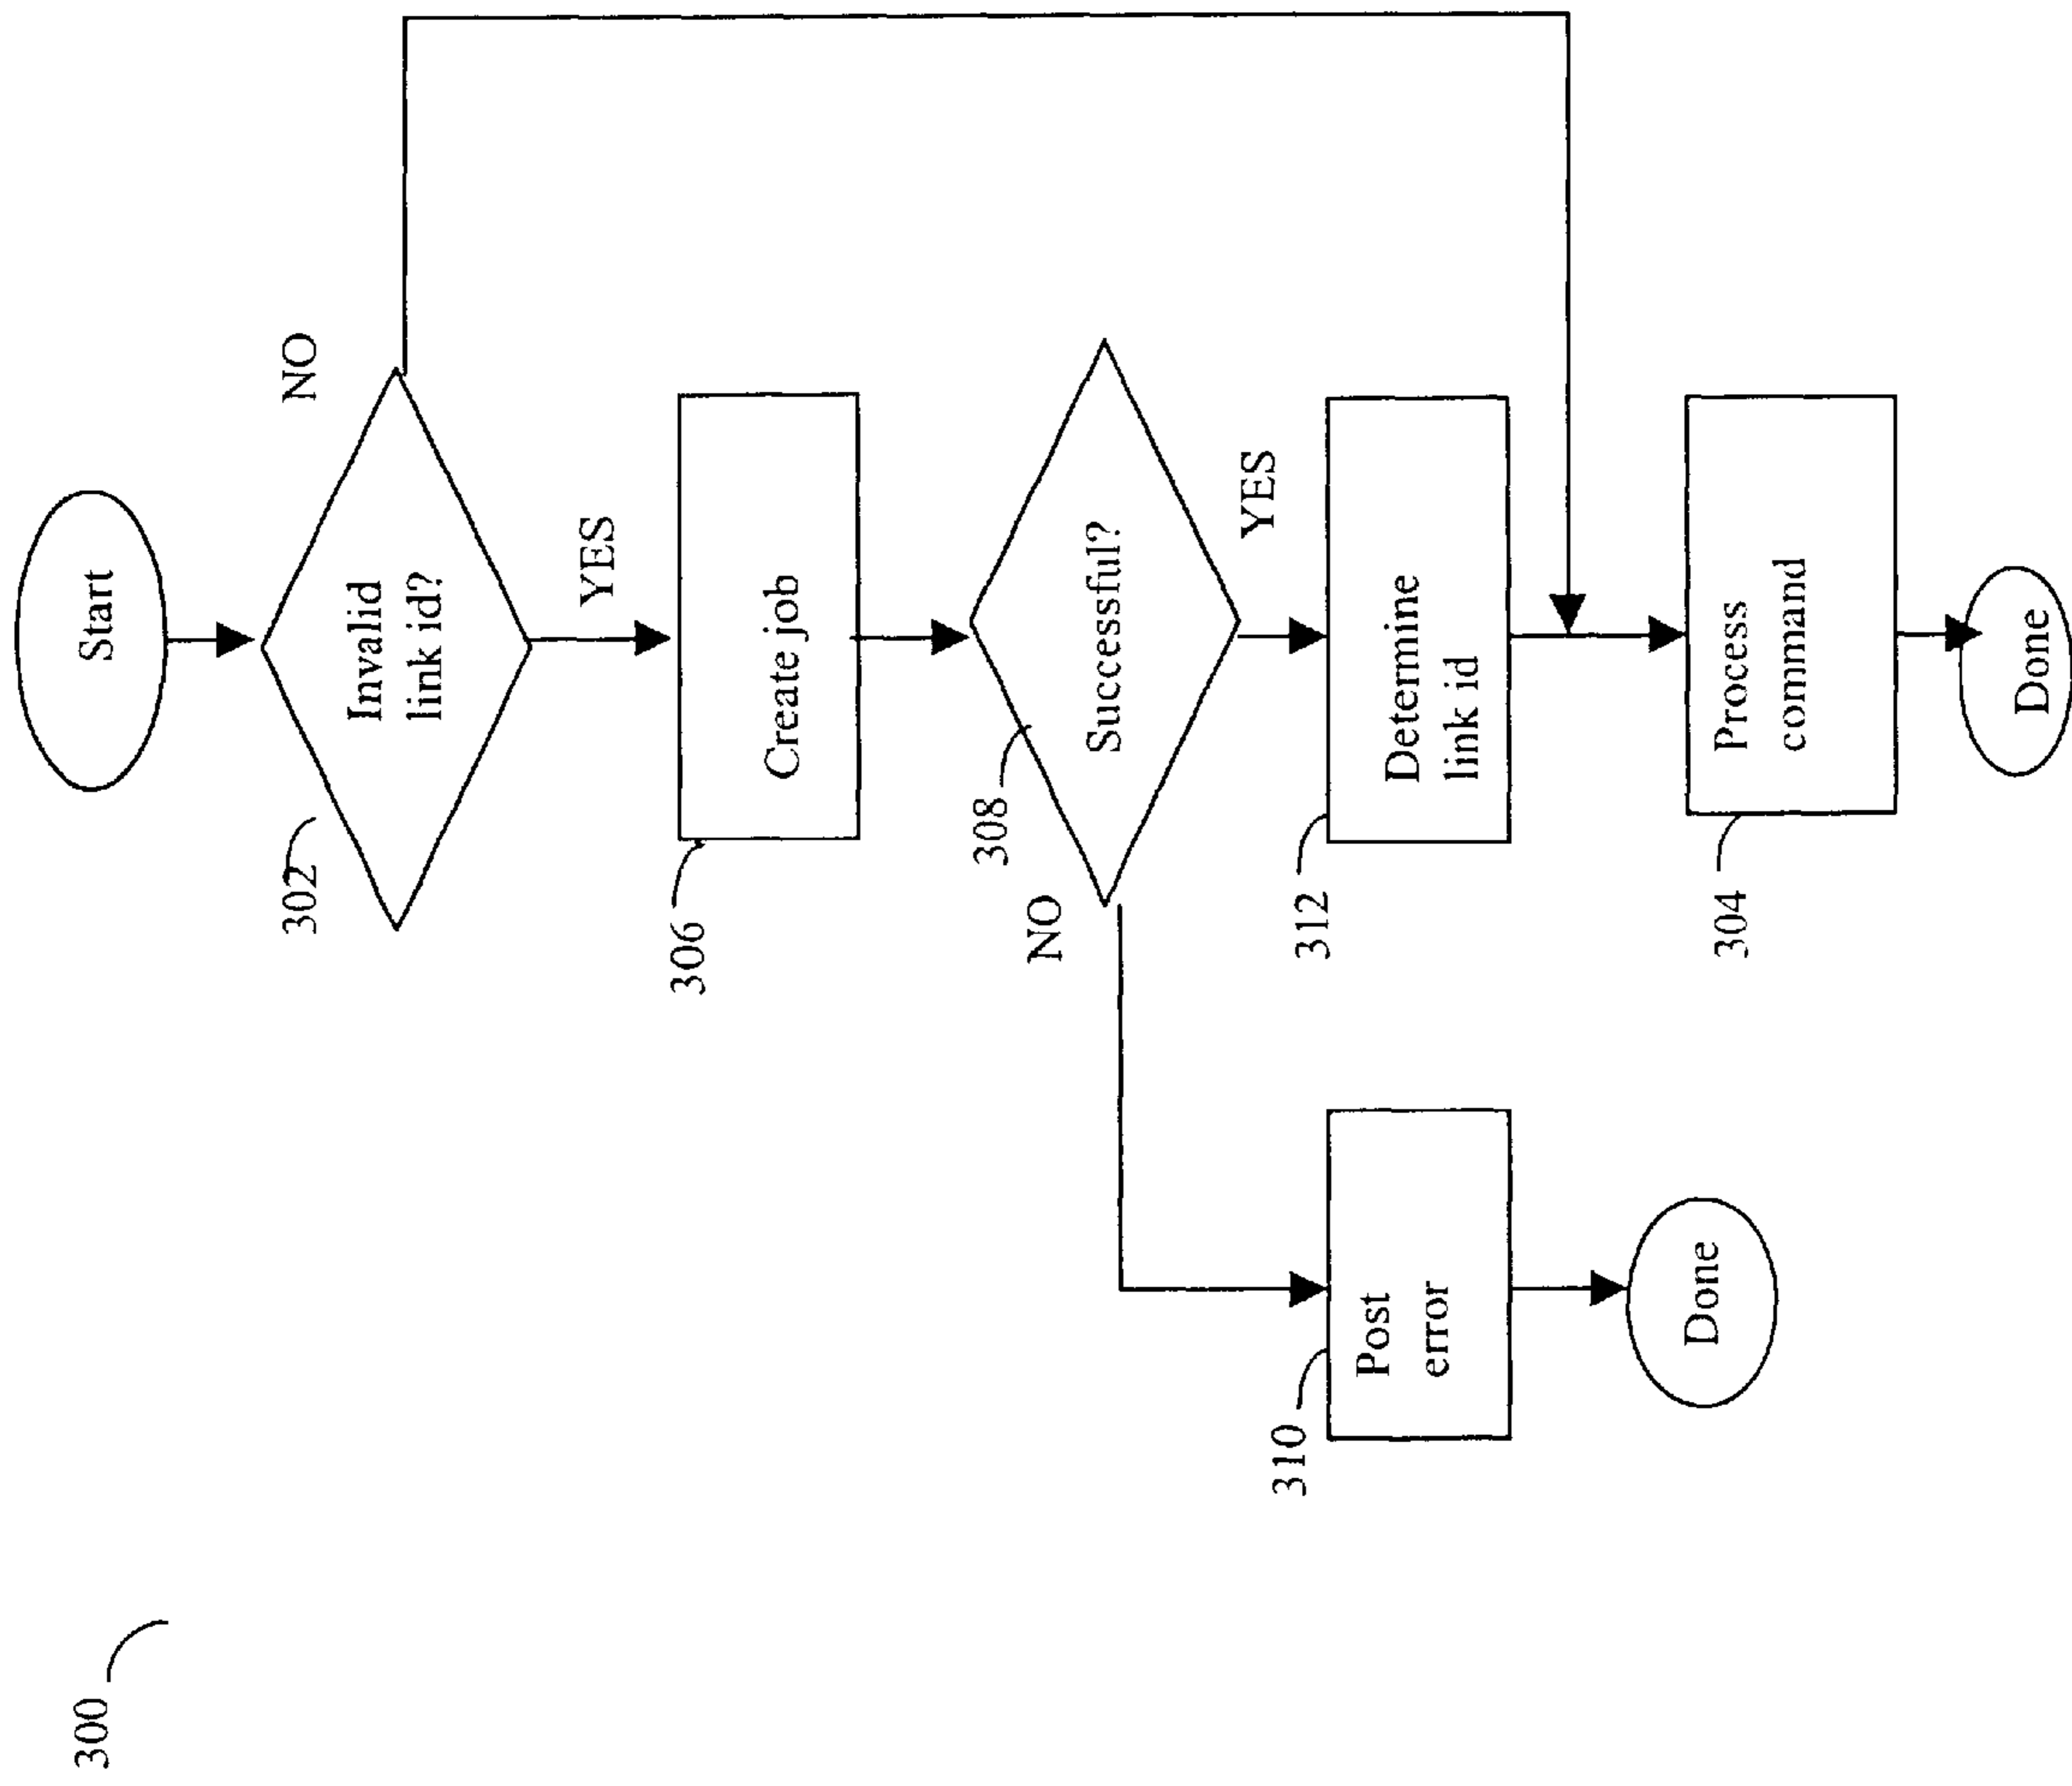 300
Start
302
Invalid
link id?
NO
YES
306
Create job
308
Successful?
NO
YES
310
Post
error
312
Determine
link id
Done
304
Process
command
Done